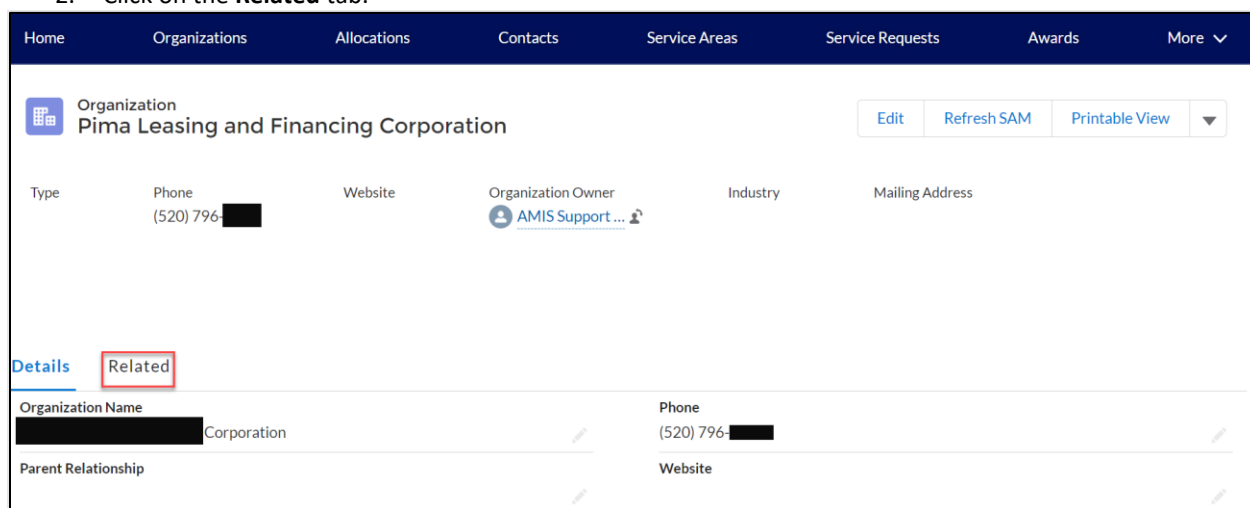 2. Click on the Related tab.
Home Organizations Allocations Contacts Service Areas Service Requests Awards More
Organization
Pima Leasing and Financing Corporation
Edit Refresh SAM Printable View
Type Phone Website Organization Owner Industry Mailing Address
(520) 796- AMIS Support ...
Details Related
Organization Name Phone
Corporation (520) 796-
Parent Relationship Website